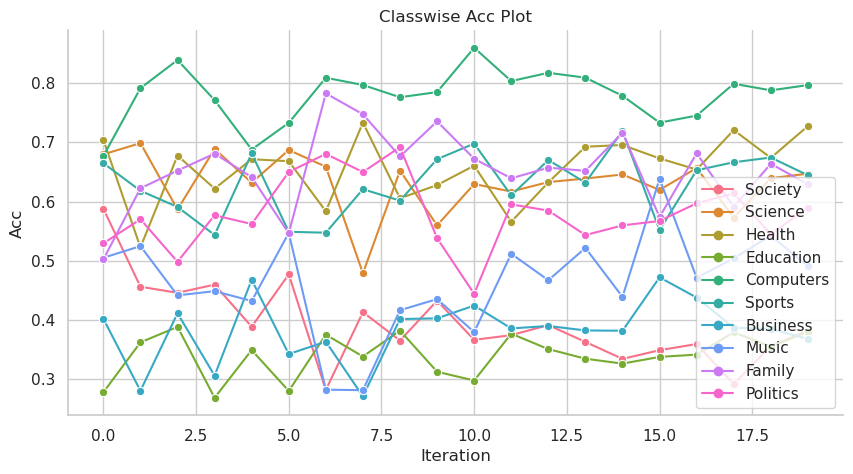 Classwise Acc Plot
Acc
0.8
0.7
0.6
0.5
0.4
0.3
Society
Science
Health
Education
Computers
Sports
Business
Music
Family
Politics
0.0 2.5 5.0 7.5 10.0 12.5 15.0 17.5
Iteration